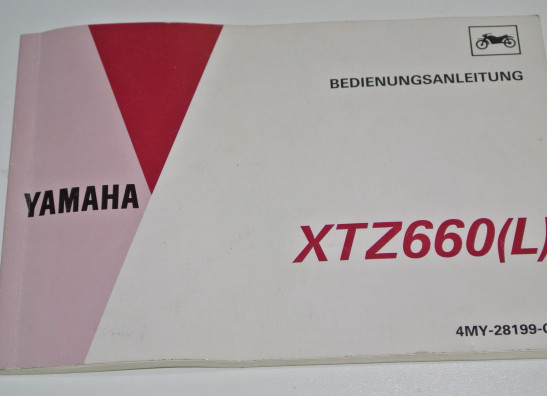 BEDIENUNGSANLEITUNG
YAMAHA
XTZ660(L)
4MY-28199-